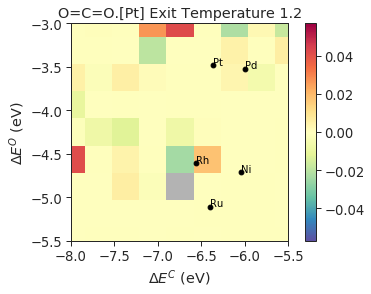 O=C=O.[Pt] Exit Temperature 1.2
−3.0
−3.5
−4.0
−4.5
−5.0
−5.5
ΔE^O (eV)
−8.0 −7.5 −7.0 −6.5 −6.0 −5.5
ΔE^C (eV)
Pt
Pd
Rh
Ni
Ru
0.04
0.02
0.00
−0.02
−0.04